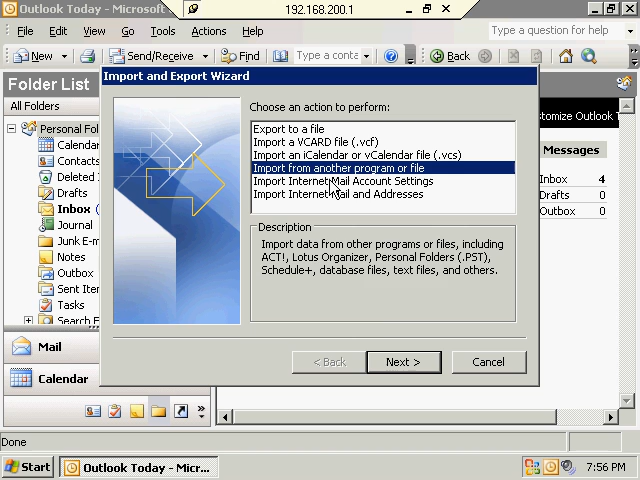 Outlook Today - Microsoft
192.168.200.1
File Edit View Go Tools Actions Help
Type a question for help
New Send/Receive Find Type a conta Back
Folder List
All Folders
Personal Fol
Calendar
Contacts
Deleted
Drafts
Inbox (
Journal
Junk E-m
Notes
Outbox
Sent Iter
Tasks
Search F
Mail
Calendar
Import and Export Wizard
Choose an action to perform:
Export to a file
Import a VCARD file (.vcf)
Import an iCalendar or vCalendar file (.vcs)
Import from another program or file
Import Internet Mail Account Settings
Import Internet Mail and Addresses
Description
Import data from other programs or files, including
ACT!, Lotus Organizer, Personal Folders (.PST),
Schedule+, database files, text files, and others.
< Back Next > Cancel
stomize Outlook T
Messages
Inbox 4
Drafts 0
Outbox 0
Done
Start Outlook Today - Micr... 7:56 PM